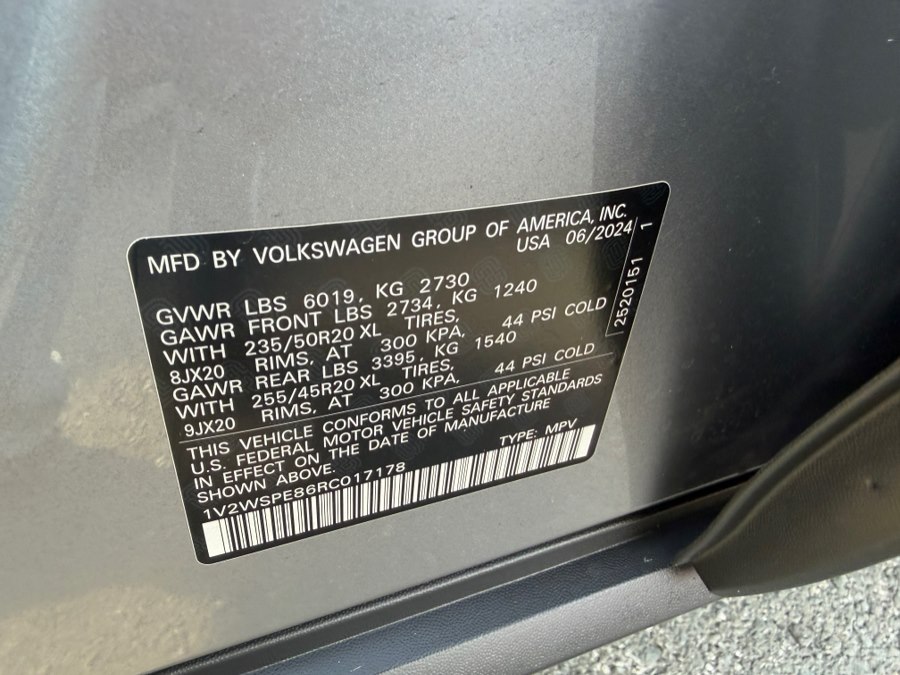 MFD BY VOLKSWAGEN GROUP OF AMERICA, INC.
USA 06/2024
GVWR LBS 6019, KG 2730
GAWR FRONT LBS 2734, KG 1240
WITH 235/50R20 XL TIRES,
8JX20 RIMS, AT 300 KPA, 44 PSI COLD
GAWR REAR LBS 3395, KG 1540
WITH 255/45R20 XL TIRES,
9JX20 RIMS, AT 300 KPA, 44 PSI COLD
THIS VEHICLE CONFORMS TO ALL APPLICABLE
U.S. FEDERAL MOTOR VEHICLE SAFETY STANDARDS
IN EFFECT ON THE DATE OF MANUFACTURE
SHOWN ABOVE. TYPE: MPV
1V2WSPE86RC017178
2520151 1